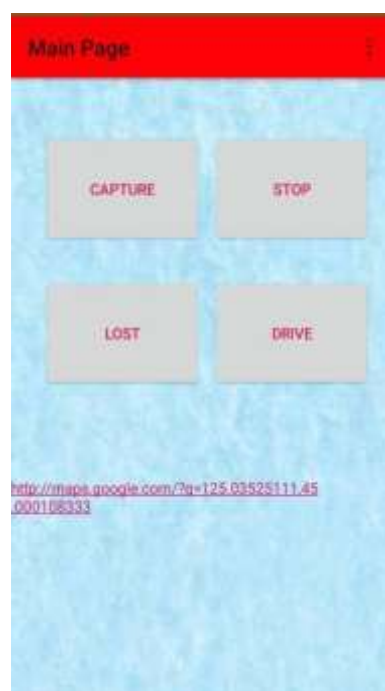 Main Page
CAPTURE
STOP
LOST
DRIVE
http://maps.google.com/?q=125.03525111,45
.000108333